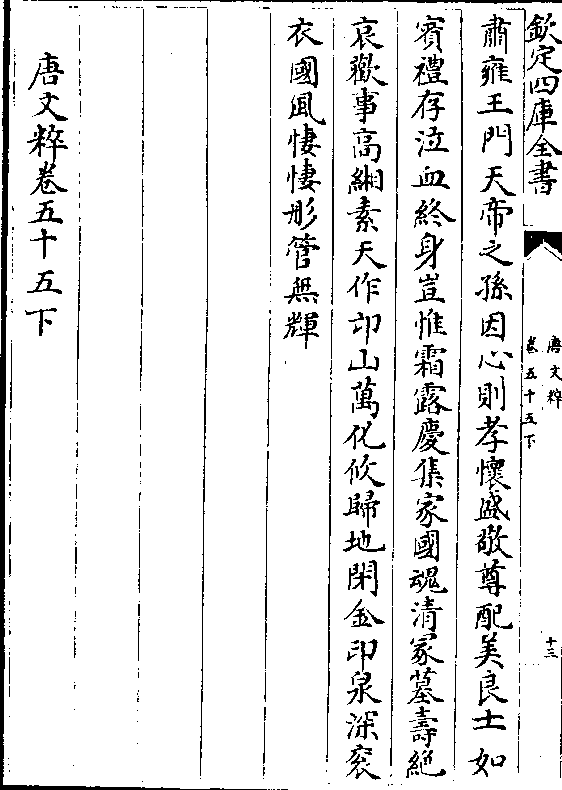 欽定四庫全書
唐文粹
卷五十五下
十三
肅雍王門天帝之孫因心則孝懷盛敬尊配美良士如
賓禮存泣血終身豈惟霜露慶集家國魂清冢墓壽絶
哀歡事高緗素天作邙山萬化攸歸地閉金印泉深衮
衣國風悽悽彤管無輝
唐文粹卷五十五下